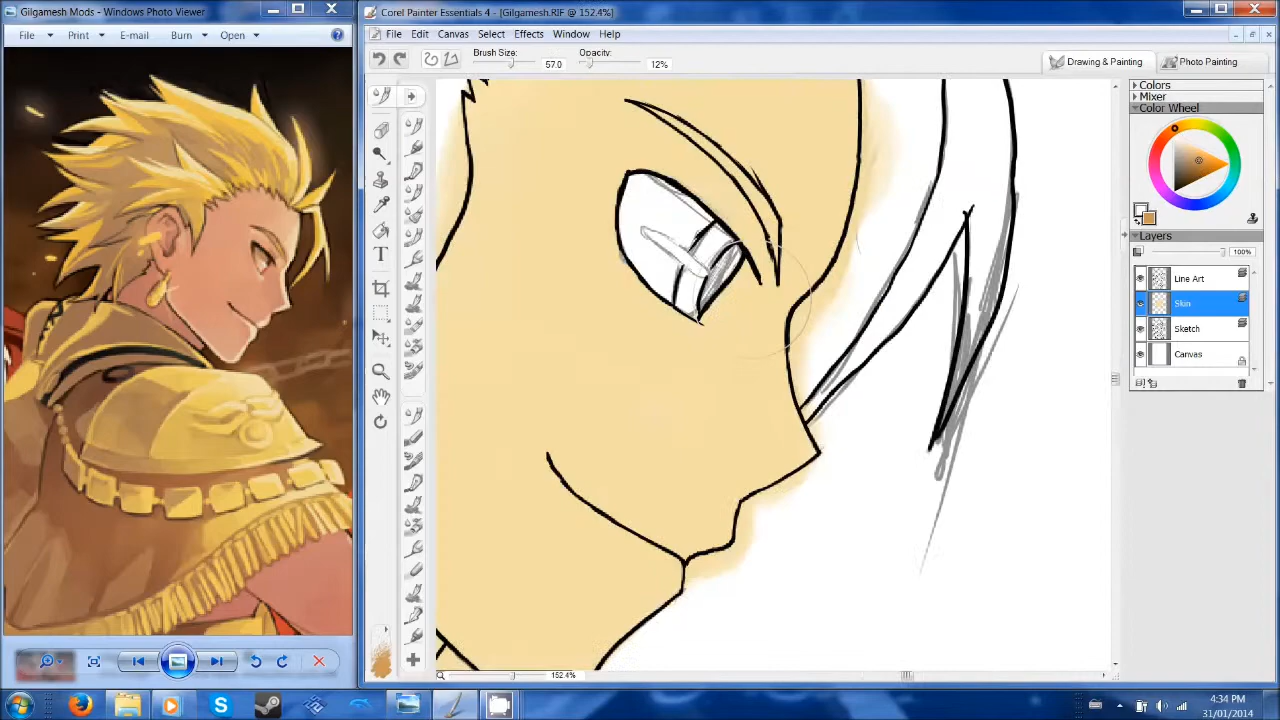 Gilgamesh Mods - Windows Photo Viewer
File Print E-mail Burn Open
Corel Painter Essentials 4 - [Gilgamesh.RIF @ 152.4%]
File Edit Canvas Select Effects Window Help
Brush Size: 57.0 Opacity: 12%
Drawing & Painting Photo Painting
Colors
Mixer
Color Wheel
Layers
100%
Line Art
Skin
Sketch
Canvas
T
152.4%
4:34 PM
31/01/2014